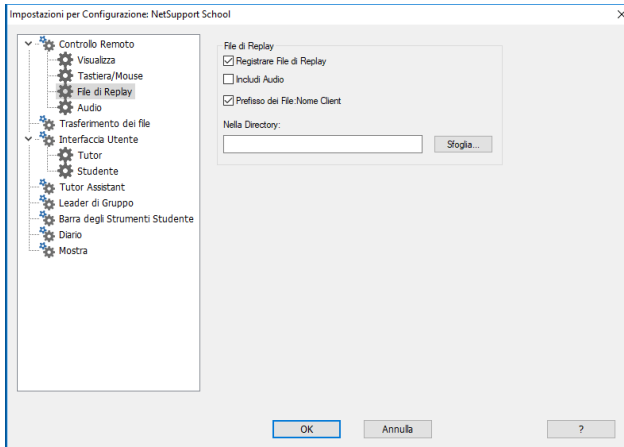 Impostazioni per Configurazione: NetSupport School
Controllo Remoto
Visualizza
Tastiera/Mouse
File di Replay
Audio
Trasferimento dei file
Interfaccia Utente
Tutor
Studente
Tutor Assistant
Leader di Gruppo
Barra degli Strumenti Studente
Diario
Mostra
File di Replay
Registrare File di Replay
Includi Audio
Prefisso dei File:Nome Client
Nella Directory:
Sfoglia...
OK
Annulla
?